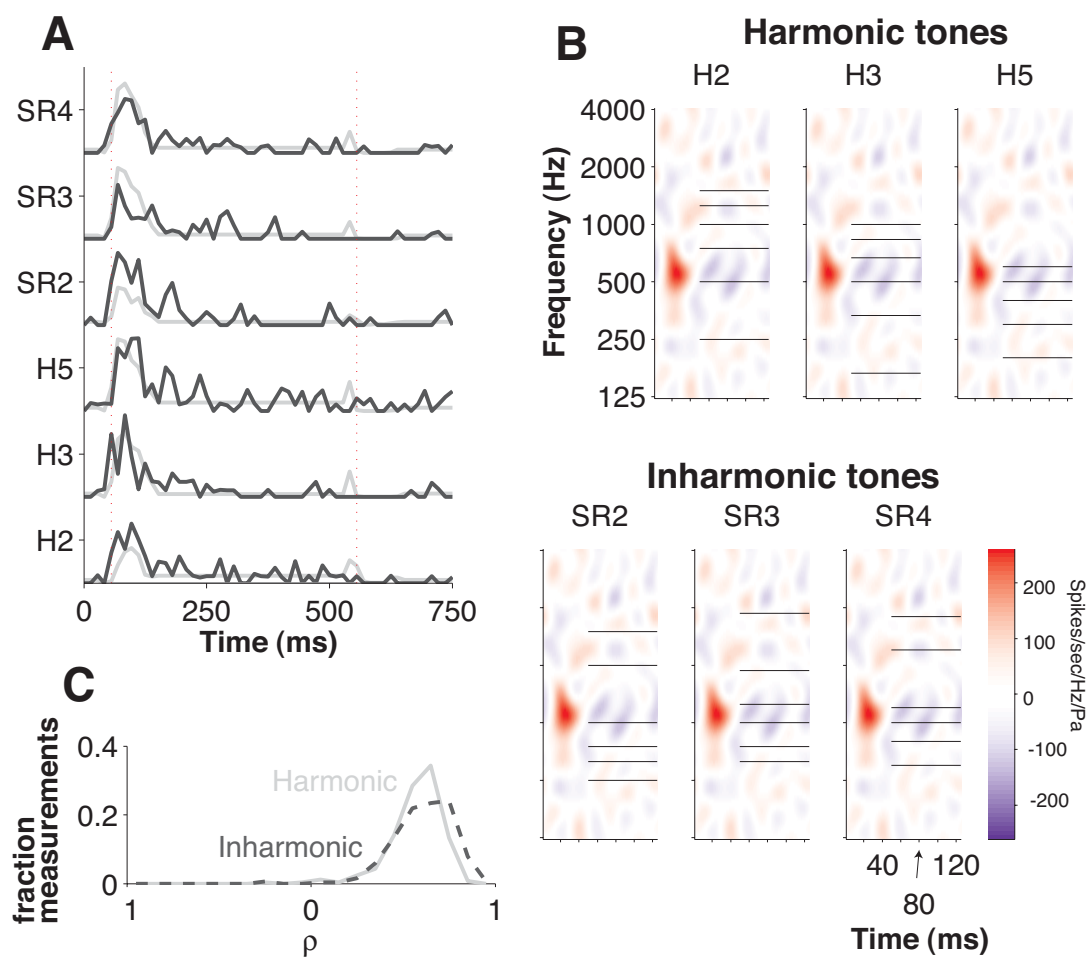 A
SR4
SR3
SR2
H5
H3
H2
0 250 500 750
Time (ms)
B
Harmonic tones
H2 H3 H5
4000
2000
1000
500
250
125
Frequency (Hz)
Inharmonic tones
SR2 SR3 SR4
200
100
0
-100
-200
Spikes/sec/Hz/Pa
40 120
80
Time (ms)
C
fraction
measurements
0.4
0.2
0
Harmonic
Inharmonic
1 0 1
ρ